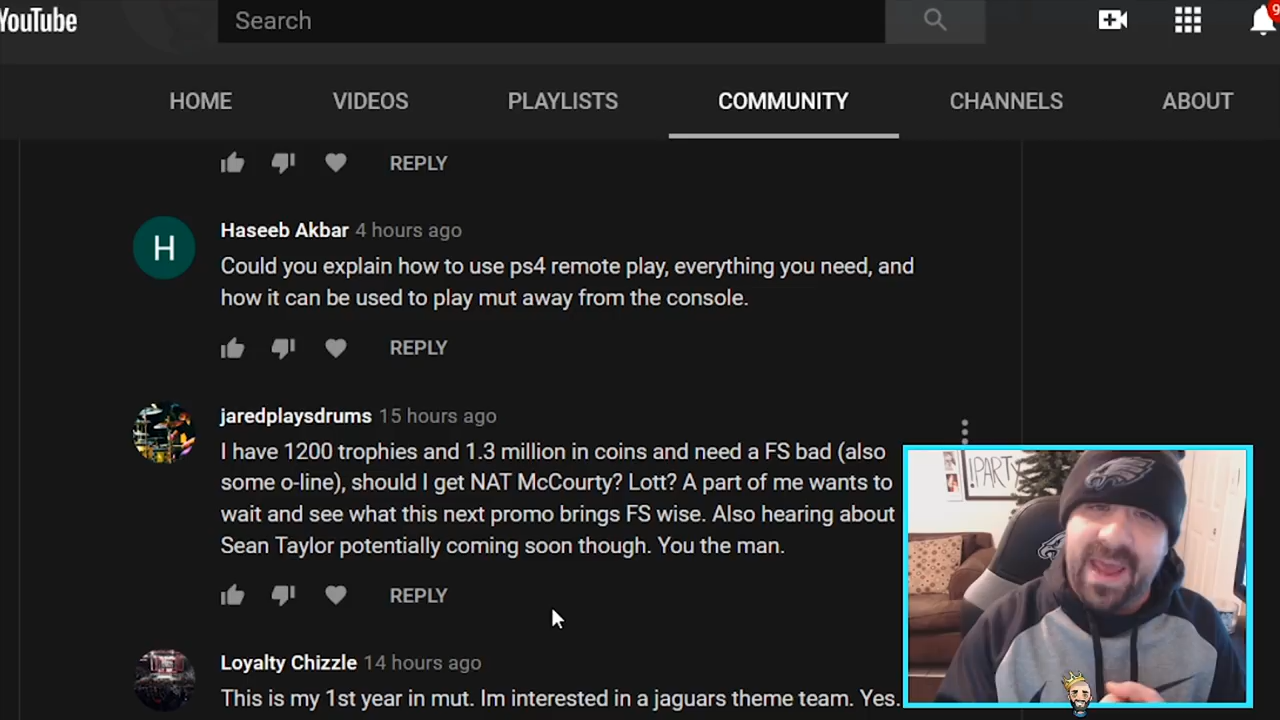 YouTube
Search
9
HOME VIDEOS PLAYLISTS COMMUNITY CHANNELS ABOUT
REPLY
H
Haseeb Akbar 4 hours ago
Could you explain how to use ps4 remote play, everything you need, and
how it can be used to play mut away from the console.
REPLY
jaredplaysdrums 15 hours ago
I have 1200 trophies and 1.3 million in coins and need a FS bad (also
some o-line), should I get NAT McCourty? Lott? A part of me wants to
wait and see what this next promo brings FS wise. Also hearing about
Sean Taylor potentially coming soon though. You the man.
REPLY
!PARTY
Loyalty Chizzle 14 hours ago
This is my 1st year in mut. Im interested in a jaguars theme team. Yes.